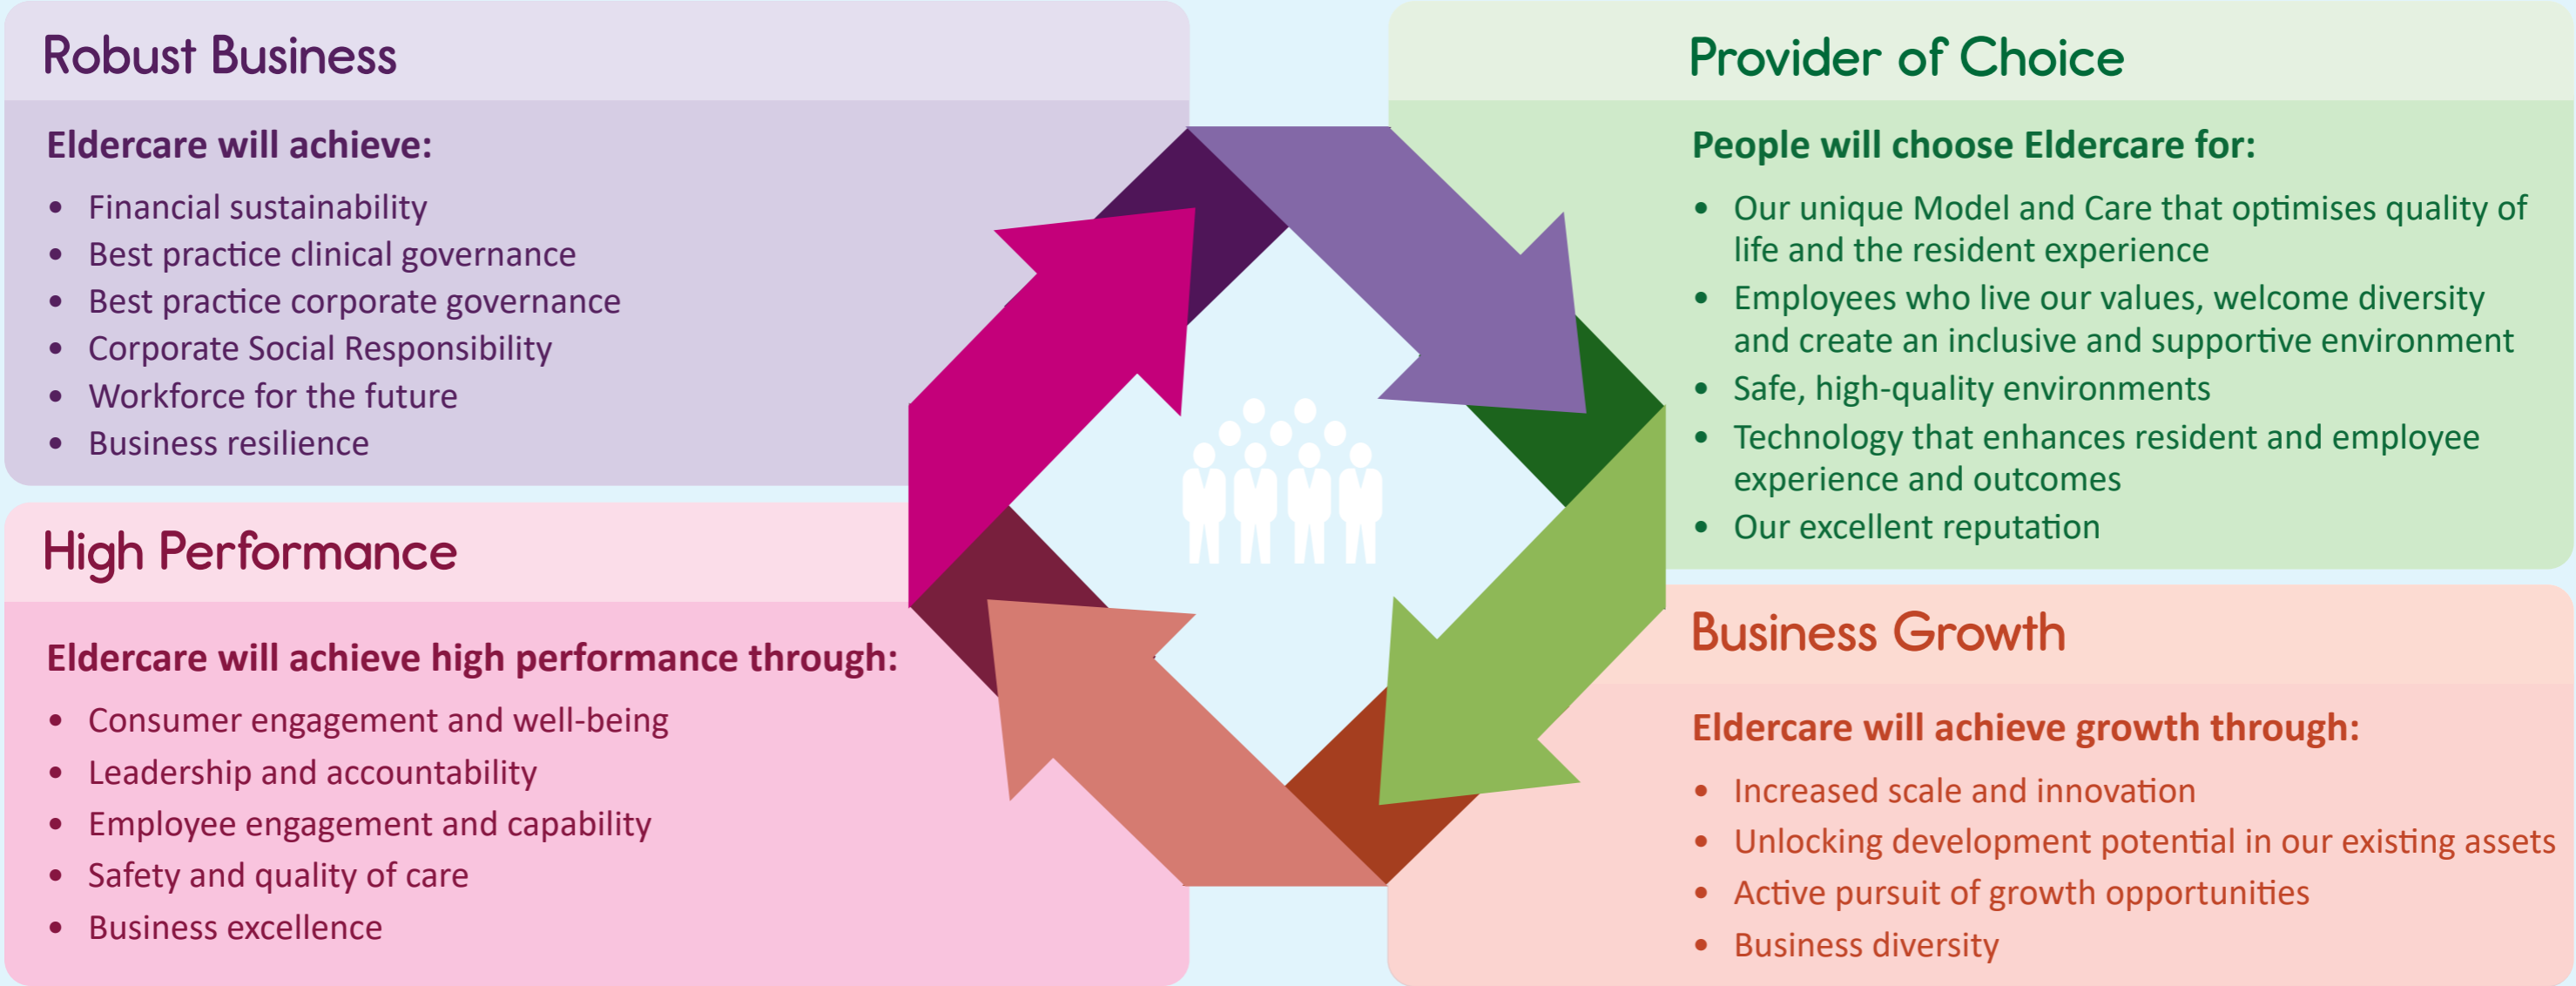 Robust Business
Eldercare will achieve:
• Financial sustainability
• Best practice clinical governance
• Best practice corporate governance
• Corporate Social Responsibility
• Workforce for the future
• Business resilience
Provider of Choice
People will choose Eldercare for:
• Our unique Model and Care that optimises quality of
life and the resident experience
• Employees who live our values, welcome diversity
and create an inclusive and supportive environment
• Safe, high-quality environments
• Technology that enhances resident and employee
experience and outcomes
• Our excellent reputation
High Performance
Eldercare will achieve high performance through:
• Consumer engagement and well-being
• Leadership and accountability
• Employee engagement and capability
• Safety and quality of care
• Business excellence
Business Growth
Eldercare will achieve growth through:
• Increased scale and innovation
• Unlocking development potential in our existing assets
• Active pursuit of growth opportunities
• Business diversity